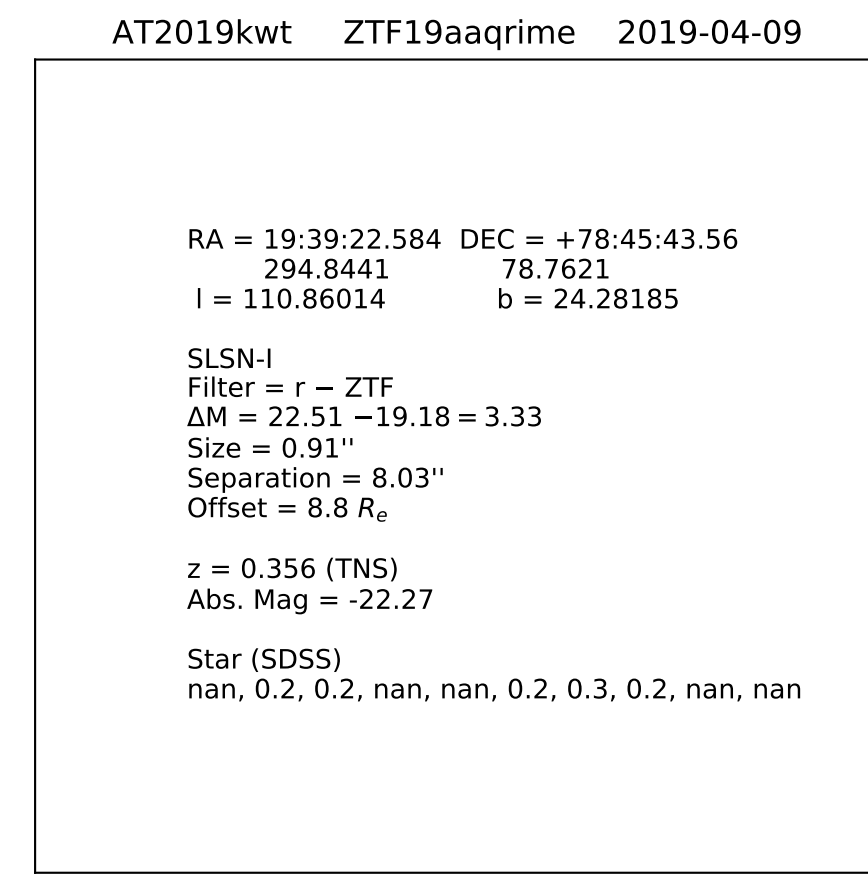 AT2019kwt ZTF19aaqrime 2019-04-09
RA = 19:39:22.584 DEC = +78:45:43.56
294.8441 78.7621
l = 110.86014 b = 24.28185
SLSN-I
Filter = r − ZTF
ΔM = 22.51 −19.18 = 3.33
Size = 0.91''
Separation = 8.03''
Offset = 8.8 Rₑ
z = 0.356 (TNS)
Abs. Mag = -22.27
Star (SDSS)
nan, 0.2, 0.2, nan, nan, 0.2, 0.3, 0.2, nan, nan